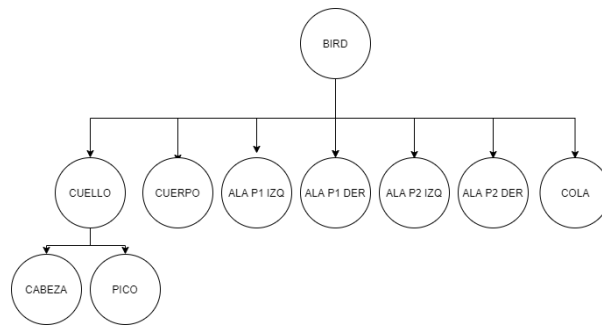 BIRD
CUELLO
CUERPO
ALA P1 IZQ
ALA P1 DER
ALA P2 IZQ
ALA P2 DER
COLA
CABEZA
PICO